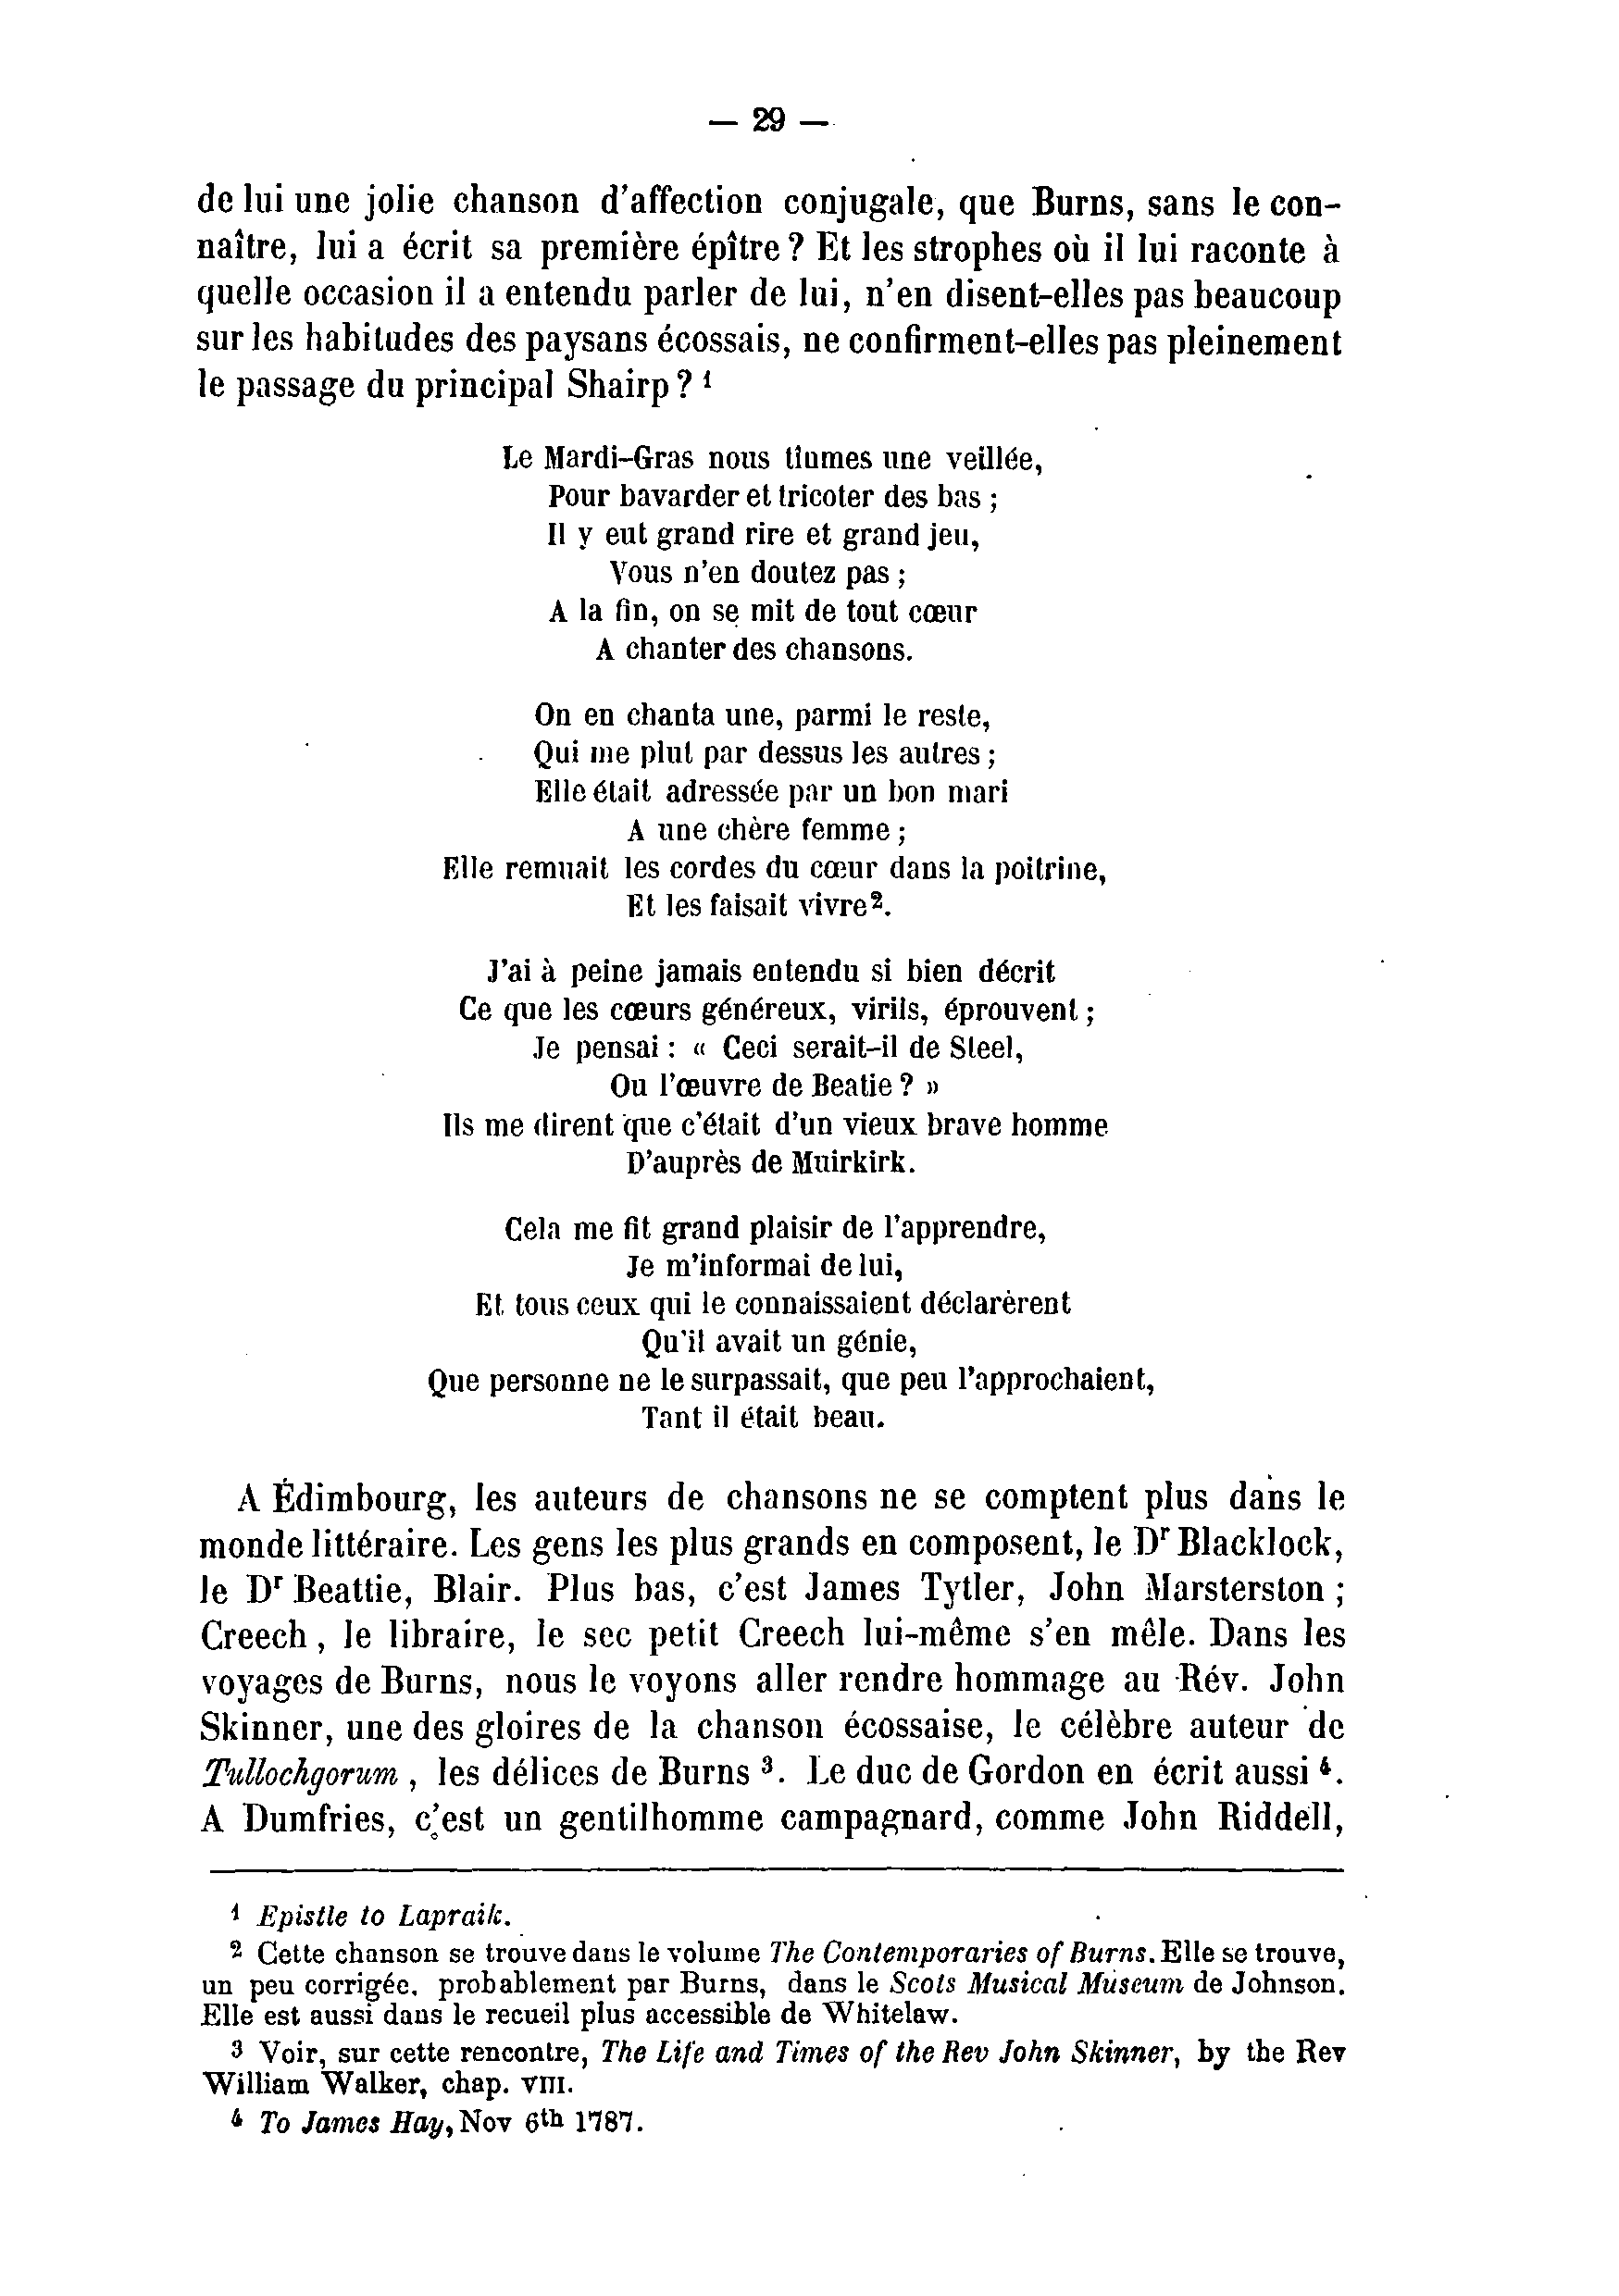 — 29 —
de lui une jolie chanson d'affection conjugale, que Burns, sans le con-
naître, lui a écrit sa première épître ? Et les strophes où il lui raconte à
quelle occasion il a entendu parler de lui, n'en disent-elles pas beaucoup
sur les habitudes des paysans écossais, ne confirment-elles pas pleinement
le passage du principal Shairp ? ¹
Le Mardi-Gras nous tînmes une veillée,
Pour bavarder et tricoter des bas ;
Il y eut grand rire et grand jeu,
Vous n'en doutez pas ;
A la fin, on se mit de tout cœur
A chanter des chansons.
On en chanta une, parmi le reste,
Qui me plut par dessus les autres ;
Elle était adressée par un bon mari
A une chère femme ;
Elle remuait les cordes du cœur dans la poitrine,
Et les faisait vivre².
J'ai à peine jamais entendu si bien décrit
Ce que les cœurs généreux, virils, éprouvent ;
Je pensai : « Ceci serait-il de Steel,
Ou l'œuvre de Beatie ? »
Ils me dirent que c'était d'un vieux brave homme
D'auprès de Muirkirk.
Cela me fit grand plaisir de l'apprendre,
Je m'informai de lui,
Et tous ceux qui le connaissaient déclarèrent
Qu'il avait un génie,
Que personne ne le surpassait, que peu l'approchaient,
Tant il était beau.
A Édimbourg, les auteurs de chansons ne se comptent plus dans le
monde littéraire. Les gens les plus grands en composent, le Dʳ Blacklock,
le Dʳ Beattie, Blair. Plus bas, c'est James Tytler, John Marsterston ;
Creech, le libraire, le sec petit Creech lui-même s'en mêle. Dans les
voyages de Burns, nous le voyons aller rendre hommage au Rév. John
Skinner, une des gloires de la chanson écossaise, le célèbre auteur de
Tullochgorum, les délices de Burns ³. Le duc de Gordon en écrit aussi ⁴.
A Dumfries, c'est un gentilhomme campagnard, comme John Riddell,
¹ Epistle to Lapraik.
² Cette chanson se trouve dans le volume The Contemporaries of Burns. Elle se trouve,
un peu corrigée, probablement par Burns, dans le Scots Musical Museum de Johnson.
Elle est aussi dans le recueil plus accessible de Whitelaw.
³ Voir, sur cette rencontre, The Life and Times of the Rev John Skinner, by the Rev
William Walker, chap. VIII.
⁴ To James Hay, Nov 6th 1787.